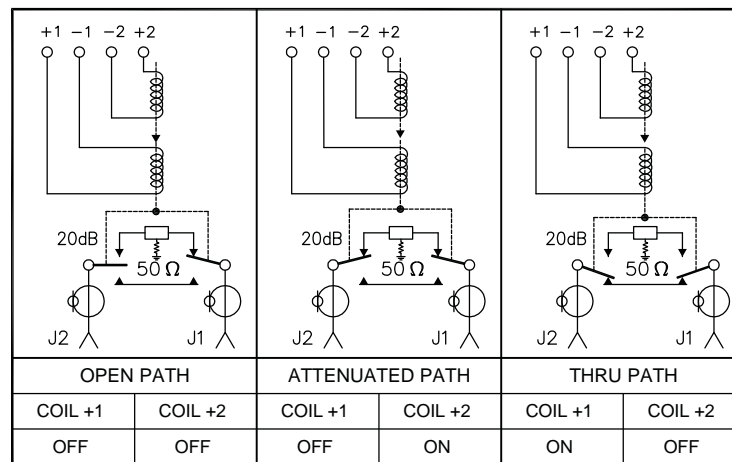 +1 −1 −2 +2
20dB
50 Ω
J2 J1
OPEN PATH
COIL +1 COIL +2
OFF OFF
+1 −1 −2 +2
20dB
50 Ω
J2 J1
ATTENUATED PATH
COIL +1 COIL +2
OFF ON
+1 −1 −2 +2
20dB
50 Ω
J2 J1
THRU PATH
COIL +1 COIL +2
ON OFF